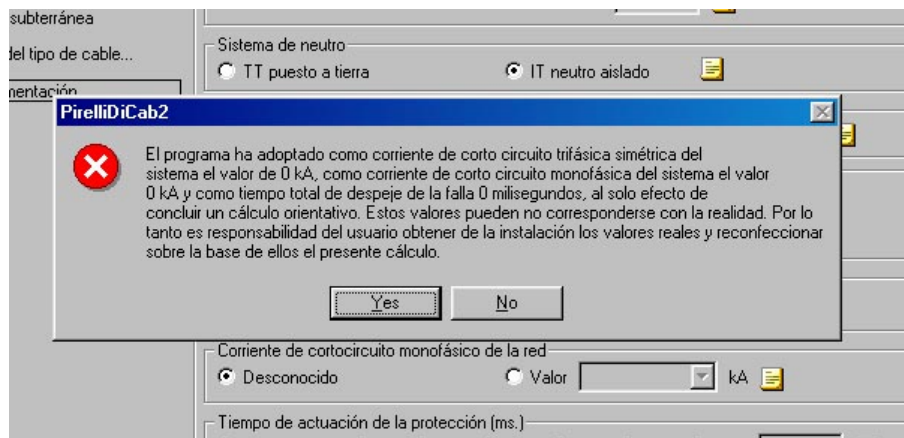 subterránea
Sistema de neutro
del tipo de cable...
TT puesto a tierra
IT neutro aislado
mentación
PirelliDiCab2
El programa ha adoptado como corriente de corto circuito trifásica simétrica del
sistema el valor de 0 kA, como corriente de corto circuito monofásica del sistema el valor
0 kA y como tiempo total de despeje de la falla 0 milisegundos, al solo efecto de
concluir un cálculo orientativo. Estos valores pueden no corresponderse con la realidad. Por lo
tanto es responsabilidad del usuario obtener de la instalación los valores reales y reconfeccionar
sobre la base de ellos el presente cálculo.
Yes
No
Corriente de cortocircuito monofásico de la red
Desconocido
Valor
kA
Tiempo de actuación de la protección (ms.)